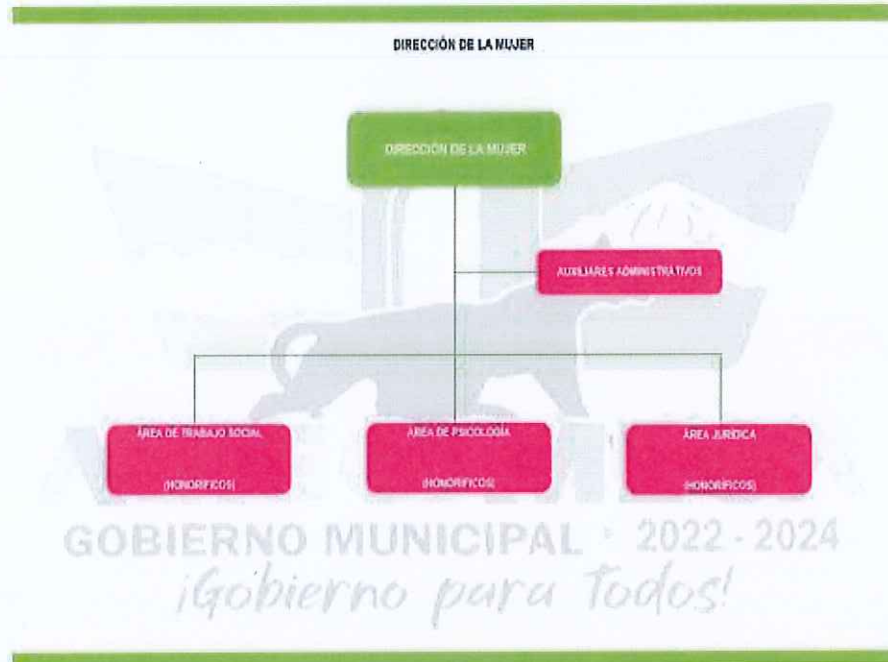 DIRECCIÓN DE LA MUJER
DIRECCIÓN DE LA MUJER
AUXILIARES ADMINISTRATIVOS
ÁREA DE TRABAJO SOCIAL
(HONORIFICOS)
ÁREA DE PSICOLOGÍA
(HONORIFICOS)
ÁREA JURÍDICA
(HONORIFICOS)
GOBIERNO MUNICIPAL 2022 - 2024
¡Gobierno para Todos!